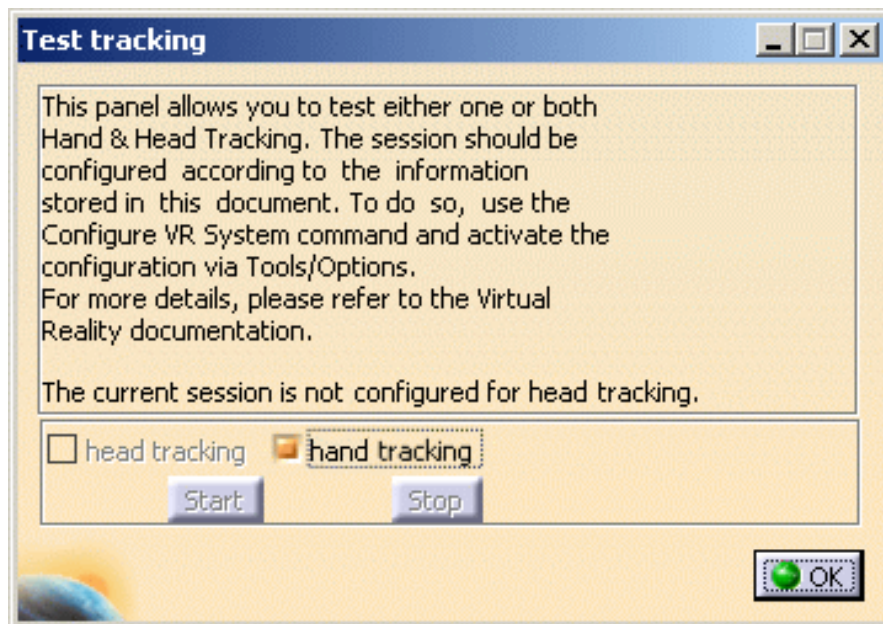 Test tracking
This panel allows you to test either one or both
Hand & Head Tracking. The session should be
configured according to the information
stored in this document. To do so, use the
Configure VR System command and activate the
configuration via Tools/Options.
For more details, please refer to the Virtual
Reality documentation.
The current session is not configured for head tracking.
head tracking hand tracking
Start Stop
OK